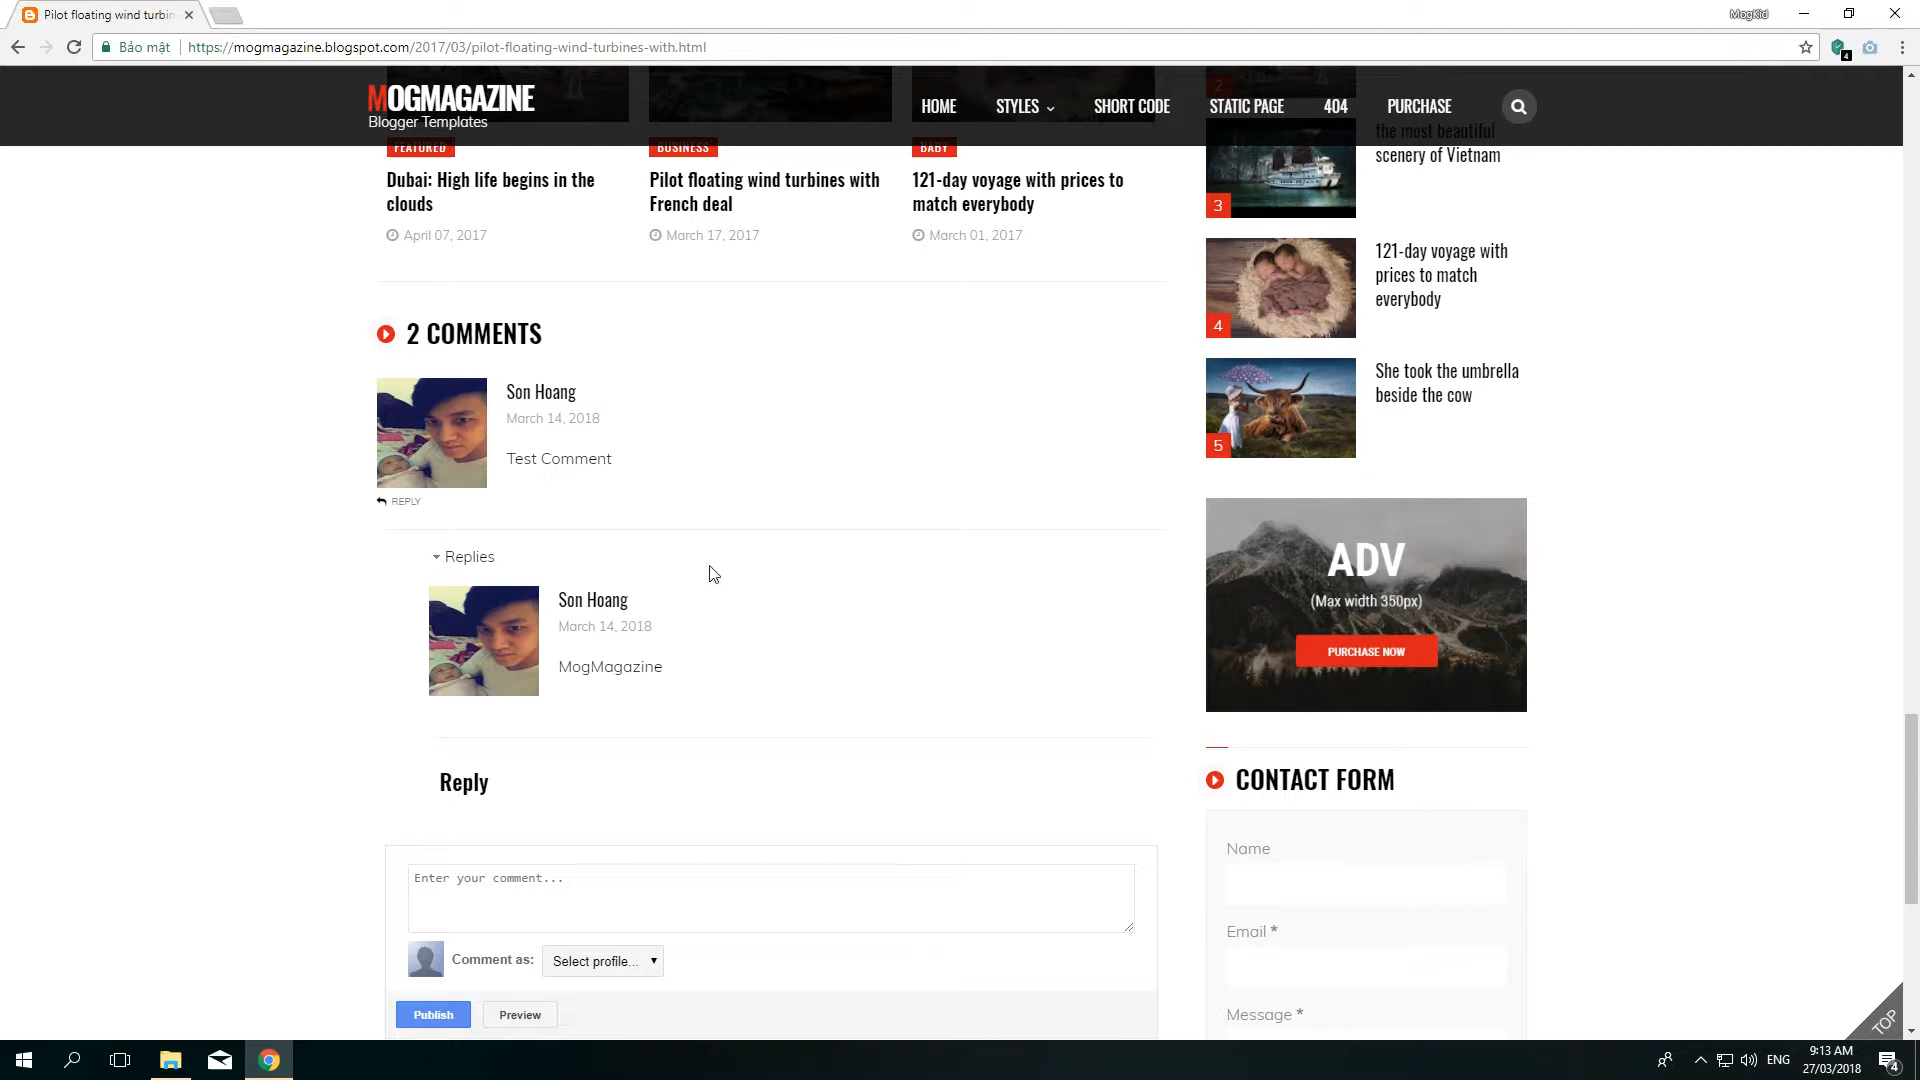 Pilot floating wind turbin
MogKid
Bảo mật
https://mogmagazine.blogspot.com/2017/03/pilot-floating-wind-turbines-with.html
4
MOGMAGAZINE
Blogger Templates
HOME
STYLES
SHORT CODE
STATIC PAGE
404
PURCHASE
FEATURED
Dubai: High life begins in the
clouds
April 07, 2017
BUSINESS
Pilot floating wind turbines with
French deal
March 17, 2017
BABY
121-day voyage with prices to
match everybody
March 01, 2017
2 COMMENTS
Son Hoang
March 14, 2018
Test Comment
REPLY
Replies
Son Hoang
March 14, 2018
MogMagazine
Reply
Enter your comment...
Comment as:
Select profile...
Publish
Preview
2
the most beautiful
scenery of Vietnam
3
121-day voyage with
prices to match
everybody
4
She took the umbrella
beside the cow
5
ADV
(Max width 350px)
PURCHASE NOW
CONTACT FORM
Name
Email *
Message *
TOP
ENG
9:13 AM
27/03/2018
4